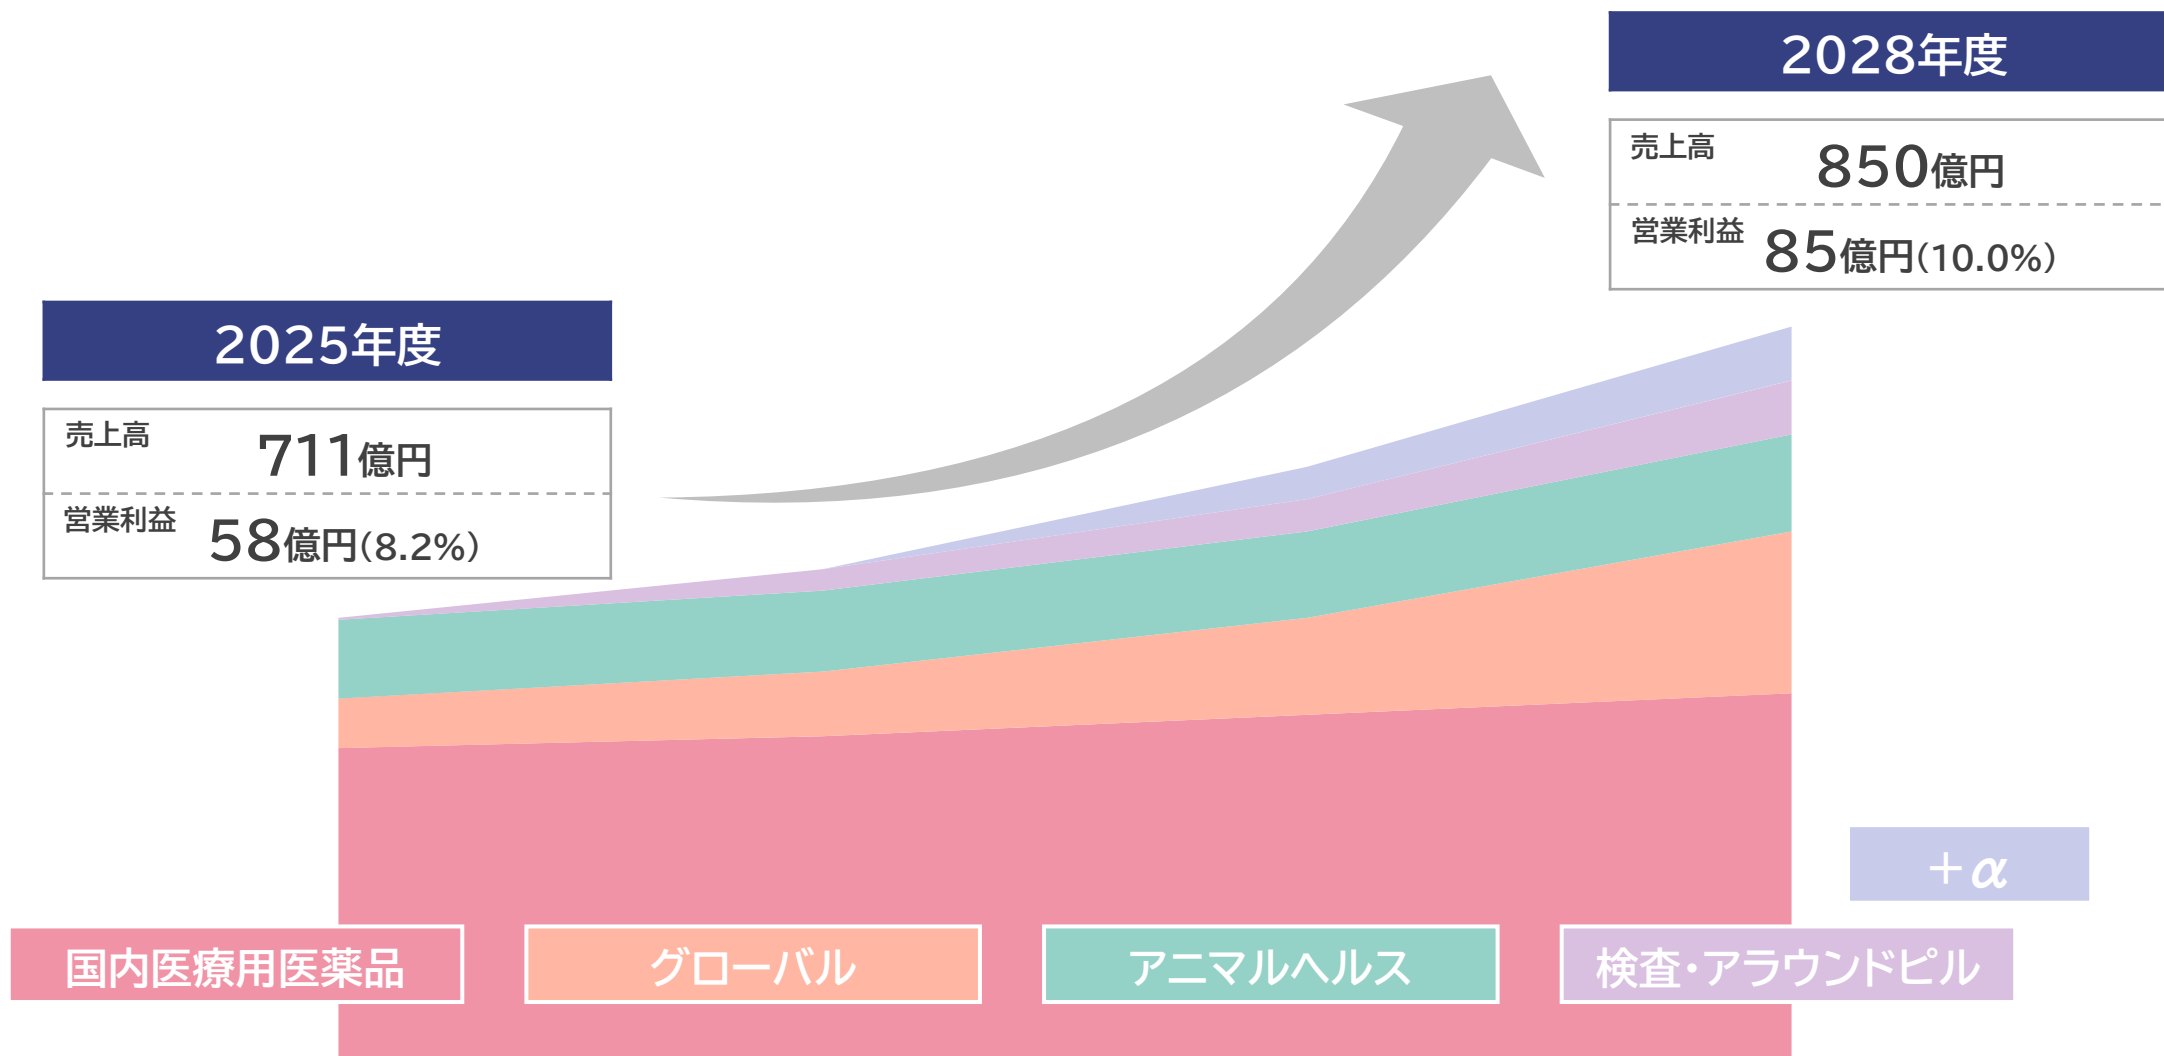 2028年度
売上高
850億円
営業利益
85億円(10.0%)
2025年度
売上高
711億円
営業利益
58億円(8.2%)
+α
国内医療用医薬品
グローバル
アニマルヘルス
検査・アラウンドピル